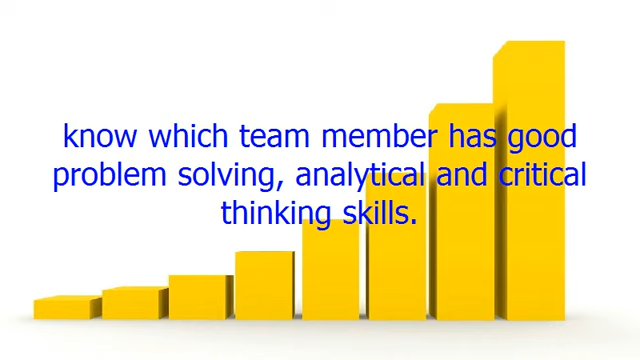 know which team member has good
problem solving, analytical and critical
thinking skills.